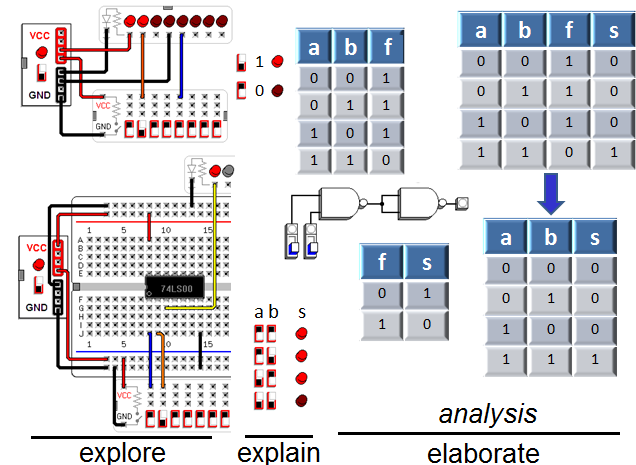 VCC
GND
VCC
GND
1 0
a b f
0 0 1
0 1 1
1 0 1
1 1 0
a b f s
0 0 1 0
0 1 1 0
1 0 1 0
1 1 0 1
VCC
GND
1 5 10 15
A
B
C
D
E
74LS00
F
G
H
I
J
1 5 10 15
VCC
GND
a b s
f s
0 1
1 0
a b s
0 0 0
0 1 0
1 0 0
1 1 1
analysis
explore explain elaborate